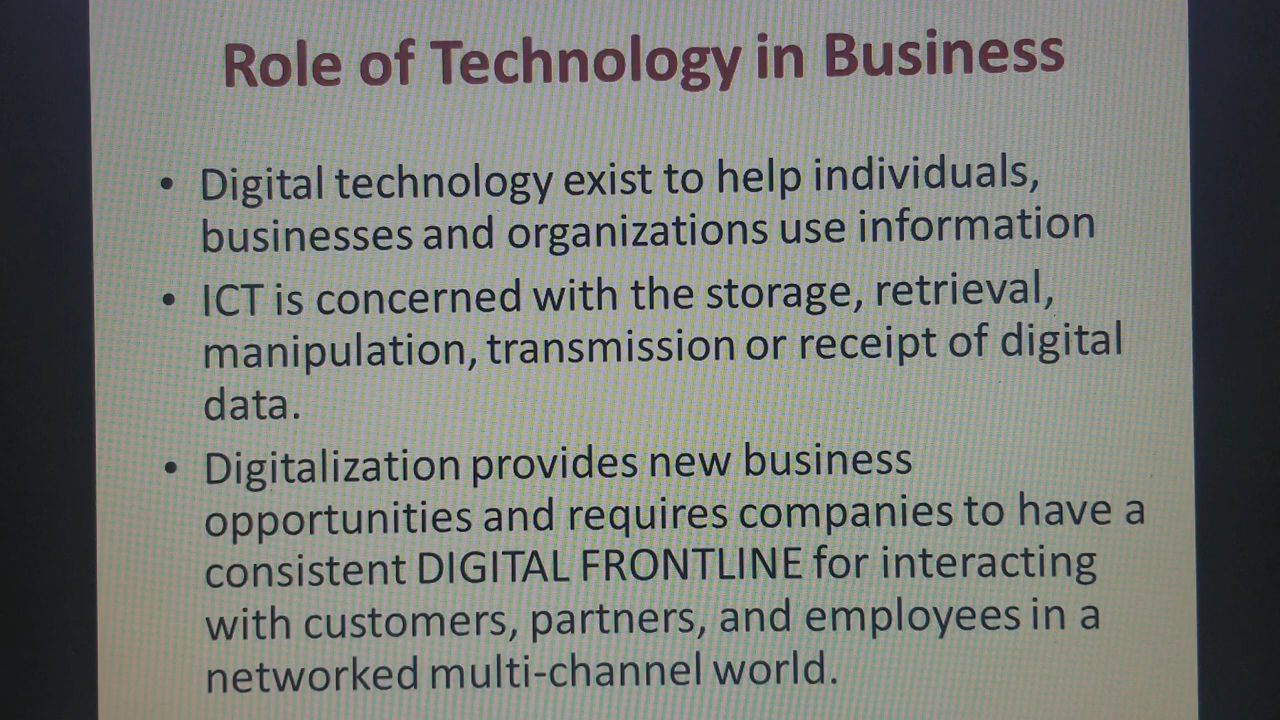 Role of Technology in Business
• Digital technology exist to help individuals,
businesses and organizations use information
• ICT is concerned with the storage, retrieval,
manipulation, transmission or receipt of digital
data.
• Digitalization provides new business
opportunities and requires companies to have a
consistent DIGITAL FRONTLINE for interacting
with customers, partners, and employees in a
networked multi-channel world.